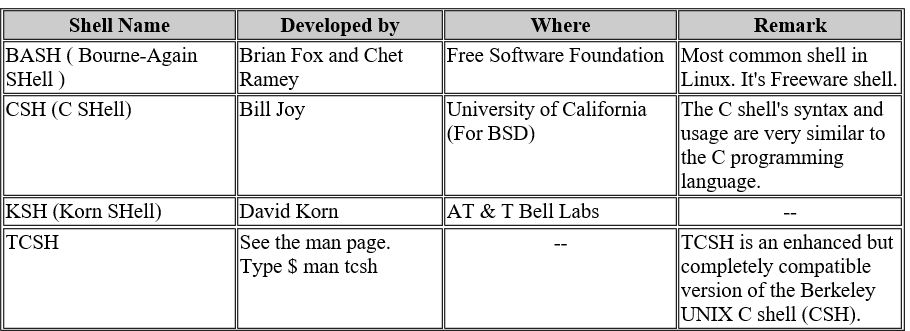 Shell Name Developed by Where Remark
BASH ( Bourne-Again Brian Fox and Chet Free Software Foundation Most common shell in
SHell ) Ramey Linux. It's Freeware shell.
CSH (C SHell) Bill Joy University of California The C shell's syntax and
(For BSD) usage are very similar to
the C programming
language.
KSH (Korn SHell) David Korn AT & T Bell Labs --
TCSH See the man page. -- TCSH is an enhanced but
Type $ man tcsh completely compatible
version of the Berkeley
UNIX C shell (CSH).